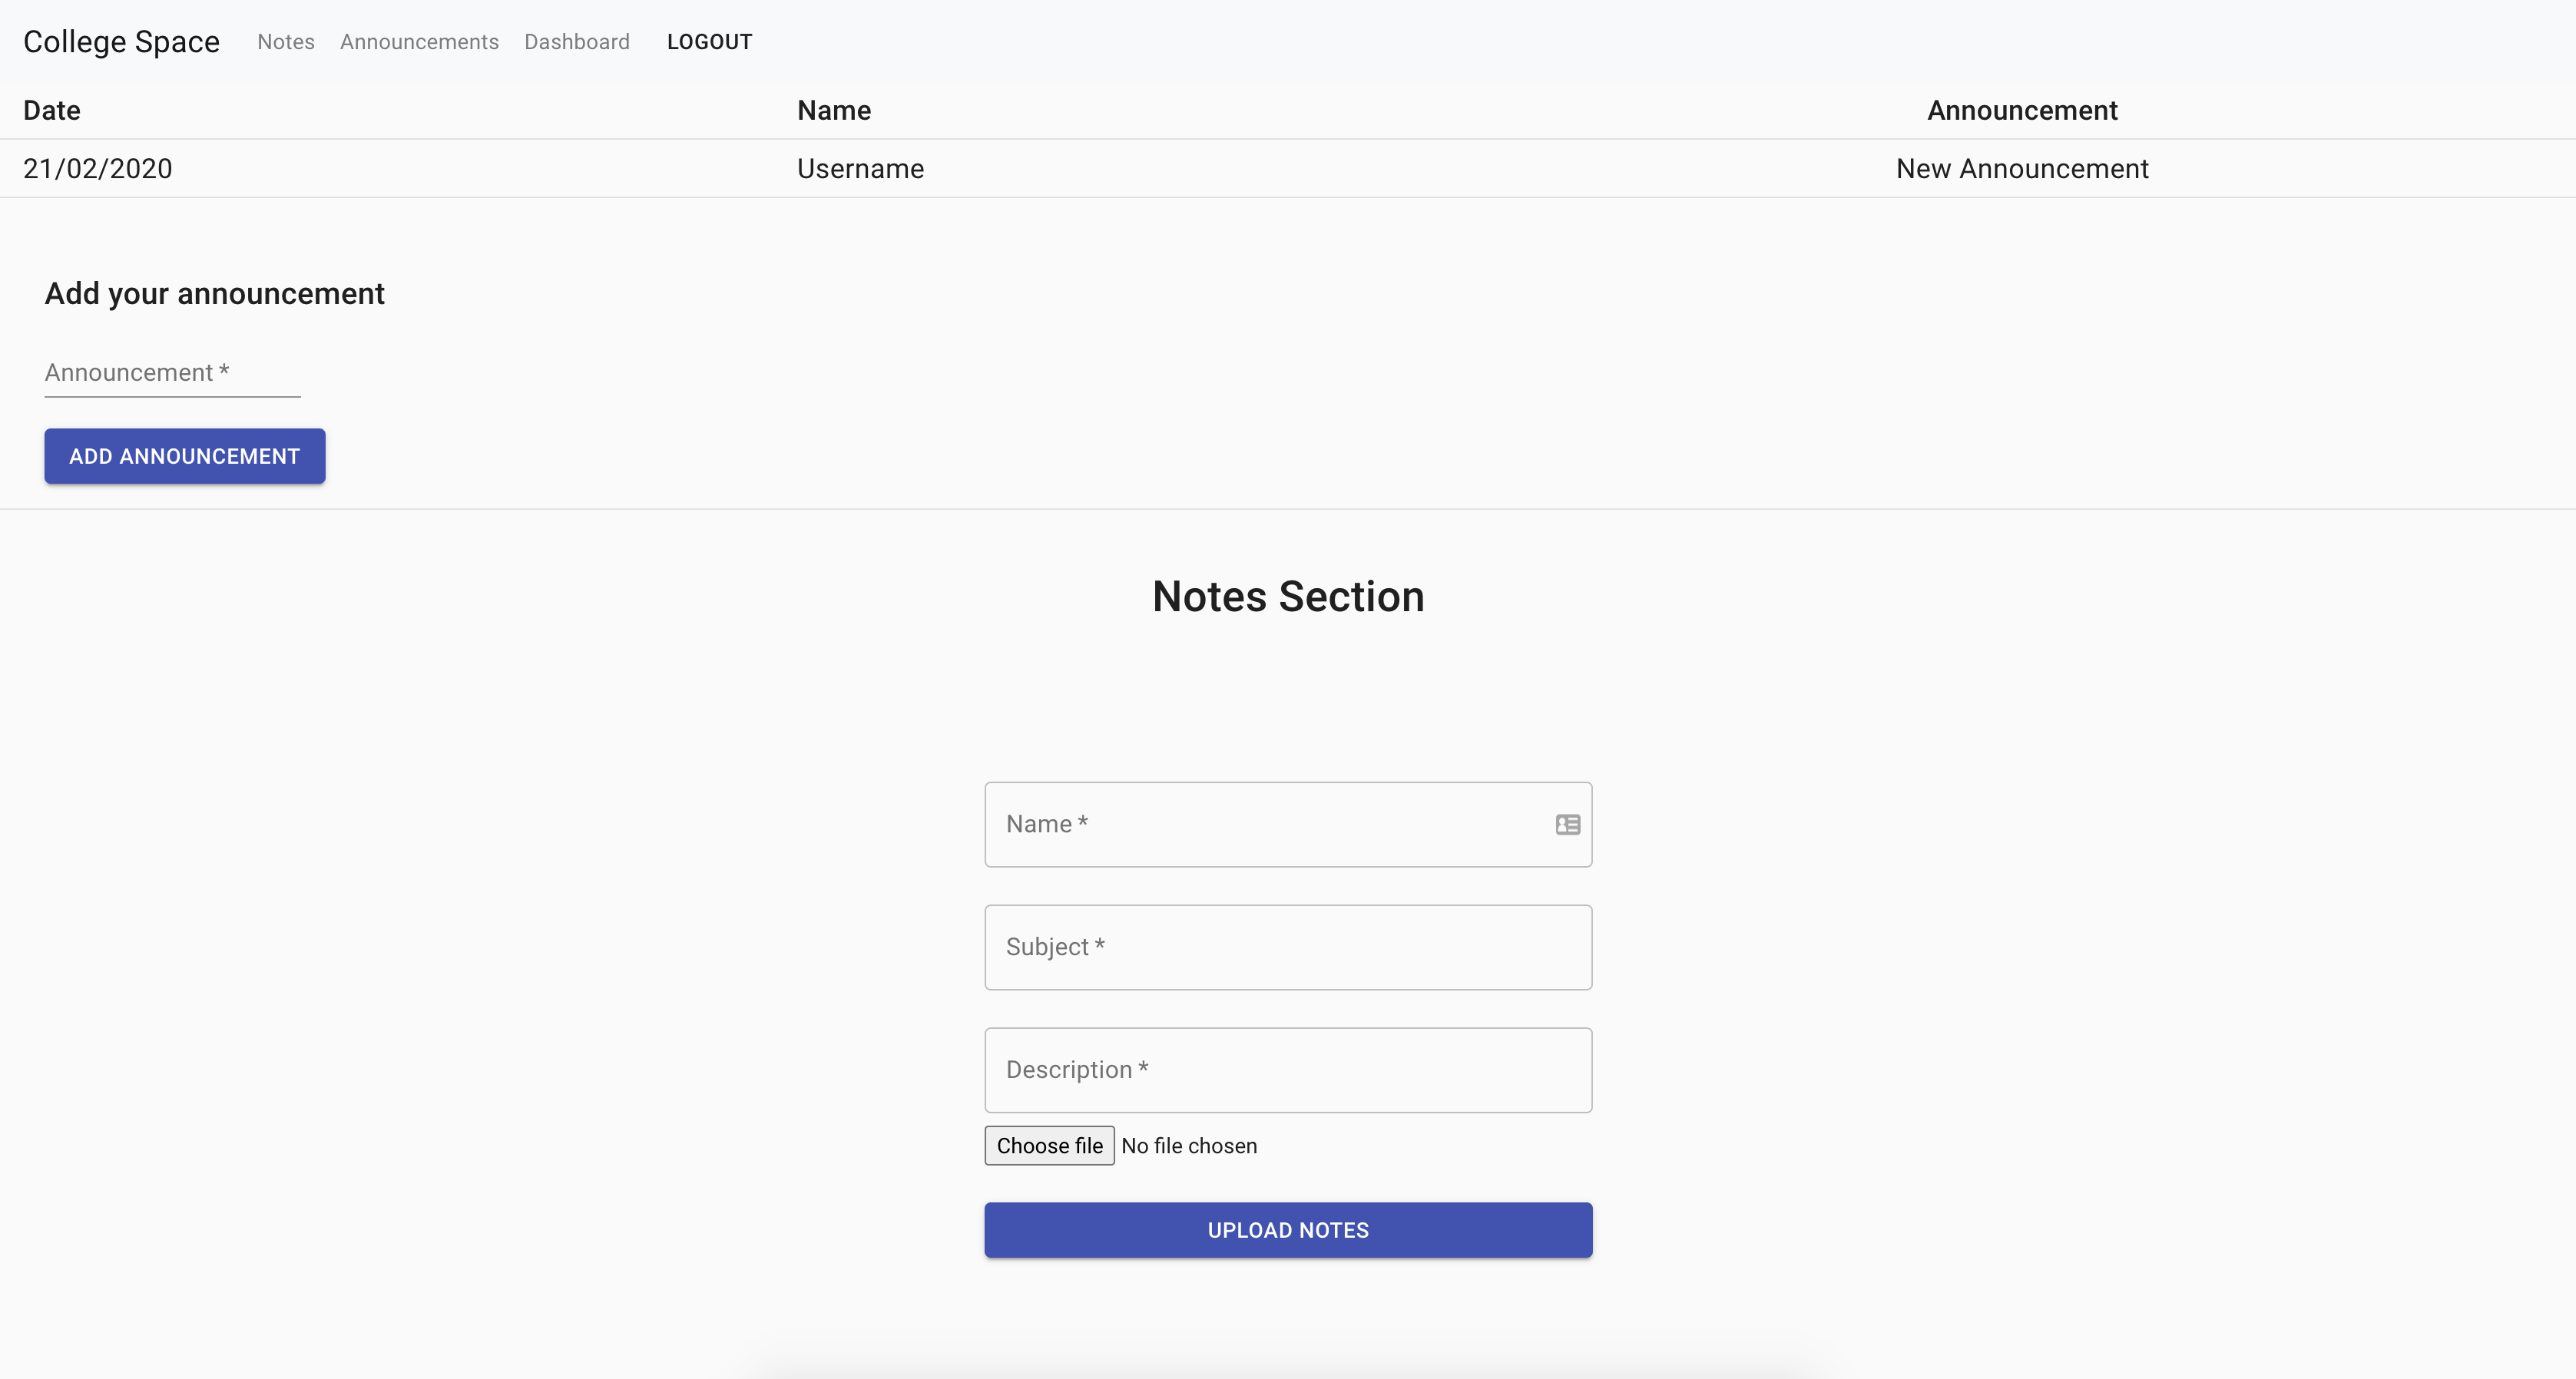 College Space Notes Announcements Dashboard LOGOUT
Date Name Announcement
21/02/2020 Username New Announcement
Add your announcement
Announcement *
ADD ANNOUNCEMENT
Notes Section
Name *
Subject *
Description *
Choose file No file chosen
UPLOAD NOTES